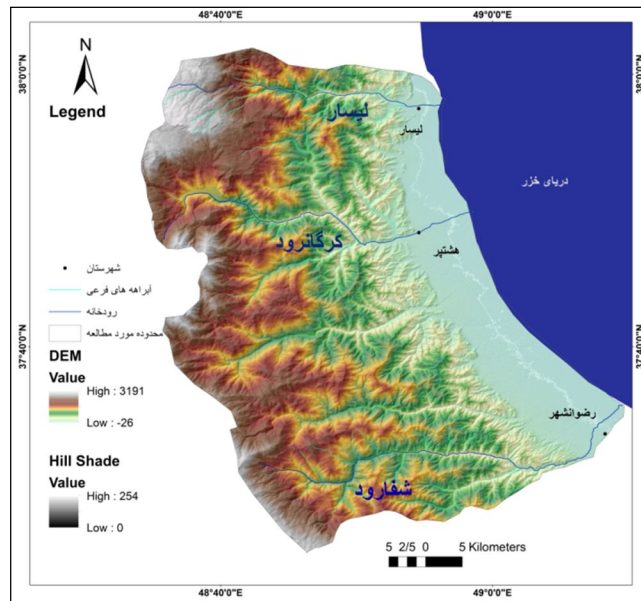 48°40'0"E
49°0'0"E
38°0'0"N
38°0'0"N
N
Legend
لیسار
لیسار
دریای خزر
کرگانرود
هشتپر
شهرستان
آبراهه های فرعی
رودخانه
محدوده مورد مطالعه
37°40'0"N
37°40'0"N
DEM
Value
High : 3191
Low : -26
رضوانشهر
Hill Shade
Value
High : 254
Low : 0
شفارود
5 2/5 0 5 Kilometers
48°40'0"E
49°0'0"E